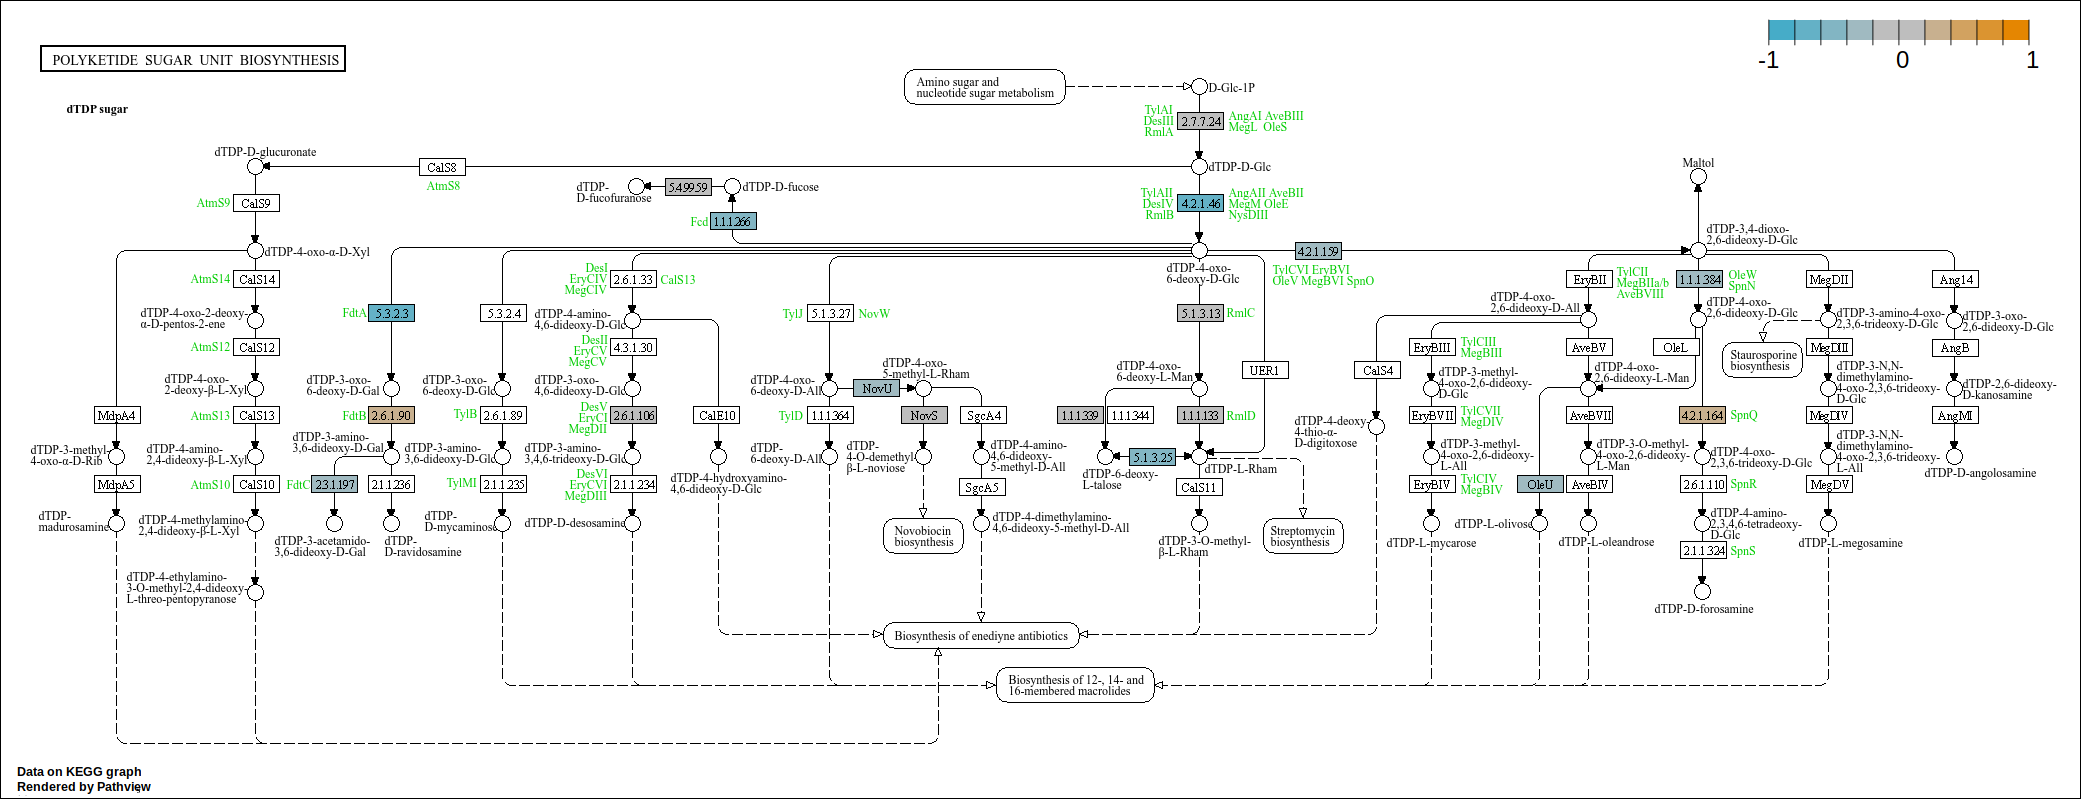 -1
0
1
POLYKETIDE SUGAR UNIT BIOSYNTHESIS
dTDP sugar
Amino sugar and
nucleotide sugar metabolism
D-Glc-1P
TylAI
DesIII
RmlA
2.7.7.24
AngAI AveBIII
MegL OleS
dTDP-D-glucuronate
CalS8
AtmS8
dTDP-D-Glc
Maltol
dTDP-
D-fucofuranose
5.4.99.59
dTDP-D-fucose
Fcd
1.1.1.266
TylAII
DesIV
RmlB
4.2.1.46
AngAII AveBII
MegM OleE
NysDIII
AtmS9
CalS9
dTDP-4-oxo-α-D-Xyl
dTDP-4-oxo-
6-deoxy-D-Glc
4.2.1.159
TylCVI EryBVI
OleV MegBVI SpnO
dTDP-3,4-dioxo-
2,6-dideoxy-D-Glc
AtmS14
CalS14
DesI
EryCIV
MegCIV
2.6.1.33
CalS13
EryBII
TylCII
MegBIIa/b
AveBVIII
1.1.1.384
OleW
SpnN
MegDII
Ang14
dTDP-4-oxo-2-deoxy-
α-D-pentos-2-ene
FdtA
5.3.2.3
5.3.2.4
dTDP-4-amino-
4,6-dideoxy-D-Glc
TylJ
5.1.3.27
NovW
5.1.3.13
RmlC
dTDP-4-oxo-
2,6-dideoxy-D-All
dTDP-4-oxo-
2,6-dideoxy-D-Glc
dTDP-3-amino-4-oxo-
2,3,6-trideoxy-D-Glc
dTDP-3-oxo-
2,6-dideoxy-D-Glc
AtmS12
CalS12
DesII
EryCV
MegCV
4.3.1.30
EryBIII
TylCIII
MegBIII
AveBV
OleL
Staurosporine
biosynthesis
MegDIII
AngB
dTDP-4-oxo-
2-deoxy-β-L-Xyl
dTDP-3-oxo-
6-deoxy-D-Gal
dTDP-3-oxo-
6-deoxy-D-Glc
dTDP-3-oxo-
4,6-dideoxy-D-Glc
dTDP-4-oxo-
6-deoxy-D-All
NovU
dTDP-4-oxo-
5-methyl-L-Rham
dTDP-4-oxo-
6-deoxy-L-Man
UER1
CalS4
dTDP-3-methyl-
4-oxo-2,6-dideoxy-
D-Glc
dTDP-4-oxo-
2,6-dideoxy-L-Man
dTDP-3-N,N-
dimethylamino-
4-oxo-2,3,6-trideoxy-
D-Glc
dTDP-2,6-dideoxy-
D-kanosamine
MdpA4
AtmS13
CalS13
FdtB
2.6.1.90
TylB
2.6.1.89
DesV
EryCI
MegDII
2.6.1.106
CalE10
TylD
1.1.1.364
NovS
SgcA4
1.1.1.339
1.1.1.344
1.1.1.133
RmlD
dTDP-4-deoxy-
4-thio-α-
D-digitoxose
EryBVII
TylCVII
MegDIV
AveBVII
4.2.1.164
SpnQ
MegDIV
AngMI
dTDP-3-methyl-
4-oxo-α-D-Rib
dTDP-4-amino-
2,4-dideoxy-β-L-Xyl
dTDP-3-amino-
3,6-dideoxy-D-Gal
dTDP-3-amino-
3,6-dideoxy-D-Glc
dTDP-3-amino-
3,4,6-trideoxy-D-Glc
dTDP-4-hydroxyamino-
4,6-dideoxy-D-Glc
dTDP-
6-deoxy-D-All
dTDP-
4-O-demethyl-
β-L-noviose
dTDP-4-amino-
4,6-dideoxy-
5-methyl-D-All
dTDP-6-deoxy-
L-talose
5.1.3.25
dTDP-L-Rham
dTDP-3-methyl-
4-oxo-2,6-dideoxy-
L-All
dTDP-3-O-methyl-
4-oxo-2,6-dideoxy-
L-Man
dTDP-4-oxo-
2,3,6-trideoxy-D-Glc
dTDP-3-N,N-
dimethylamino-
4-oxo-2,3,6-trideoxy-
L-All
dTDP-D-angolosamine
MdpA5
AtmS10
CalS10
FdtC
2.3.1.197
2.1.1.236
TylMI
2.1.1.235
DesVI
EryCVI
MegDIII
2.1.1.234
SgcA5
CalS11
EryBIV
TylCIV
MegBIV
OleU
AveBIV
2.6.1.110
SpnR
MegDV
dTDP-
madurosamine
dTDP-4-methylamino-
2,4-dideoxy-β-L-Xyl
dTDP-3-acetamido-
3,6-dideoxy-D-Gal
dTDP-
D-ravidosamine
dTDP-
D-mycaminose
dTDP-D-desosamine
Novobiocin
biosynthesis
dTDP-4-dimethylamino-
4,6-dideoxy-5-methyl-D-All
dTDP-3-O-methyl-
β-L-Rham
Streptomycin
biosynthesis
dTDP-L-mycarose
dTDP-L-olivose
dTDP-L-oleandrose
dTDP-4-amino-
2,3,4,6-tetradeoxy-
D-Glc
dTDP-L-megosamine
2.1.1.324
SpnS
dTDP-4-ethylamino-
3-O-methyl-2,4-dideoxy-
L-threo-pentopyranose
dTDP-D-forosamine
Biosynthesis of enediyne antibiotics
Biosynthesis of 12-, 14- and
16-membered macrolides
Data on KEGG graph
Rendered by Pathview